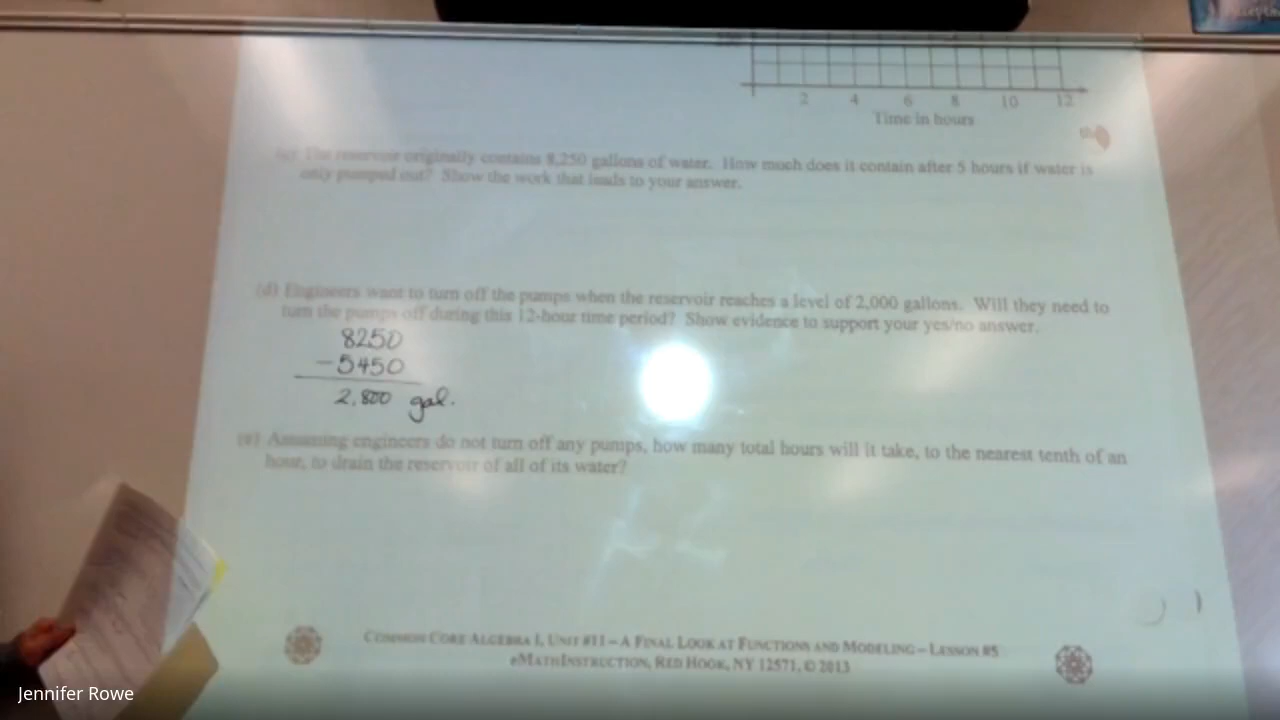 2 4 6 8 10 12
Time in hours
The reservoir originally contains 8,250 gallons of water. How much does it contain after 5 hours if water is
only pumped out? Show the work that leads to your answer.
(d) Engineers want to turn off the pumps when the reservoir reaches a level of 2,000 gallons. Will they need to
turn the pumps off during this 12-hour time period? Show evidence to support your yes/no answer.
8250
-5450
2,800 gal.
(e) Assuming engineers do not turn off any pumps, how many total hours will it take, to the nearest tenth of an
hour, to drain the reservoir of all of its water?
COMMON CORE ALGEBRA I, UNIT #11 – A FINAL LOOK AT FUNCTIONS AND MODELING – LESSON #5
eMATHINSTRUCTION, RED HOOK, NY 12571, © 2013
Jennifer Rowe